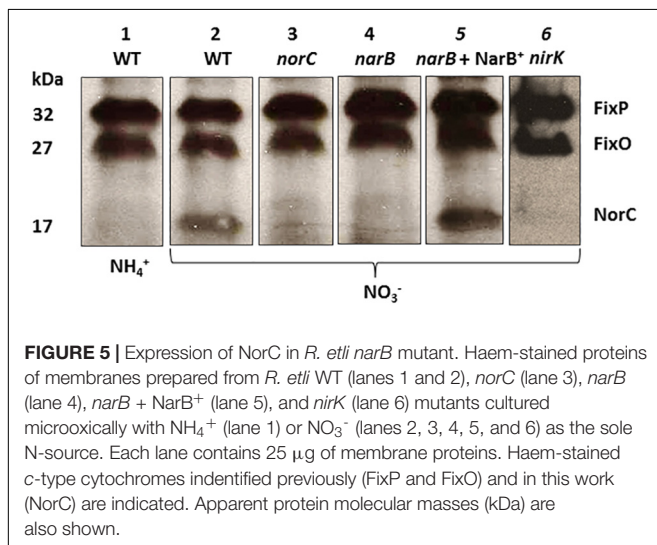 1 2 3 4 5 6
WT WT norC narB narB + NarB⁺ nirK
kDa
32 FixP
27 FixO
17 NorC
NH₄⁺
NO₃⁻
FIGURE 5 | Expression of NorC in R. etli narB mutant. Haem-stained proteins
of membranes prepared from R. etli WT (lanes 1 and 2), norC (lane 3), narB
(lane 4), narB + NarB⁺ (lane 5), and nirK (lane 6) mutants cultured
microoxically with NH₄⁺ (lane 1) or NO₃⁻ (lanes 2, 3, 4, 5, and 6) as the sole
N-source. Each lane contains 25 μg of membrane proteins. Haem-stained
c-type cytochromes indentified previously (FixP and FixO) and in this work
(NorC) are indicated. Apparent protein molecular masses (kDa) are
also shown.